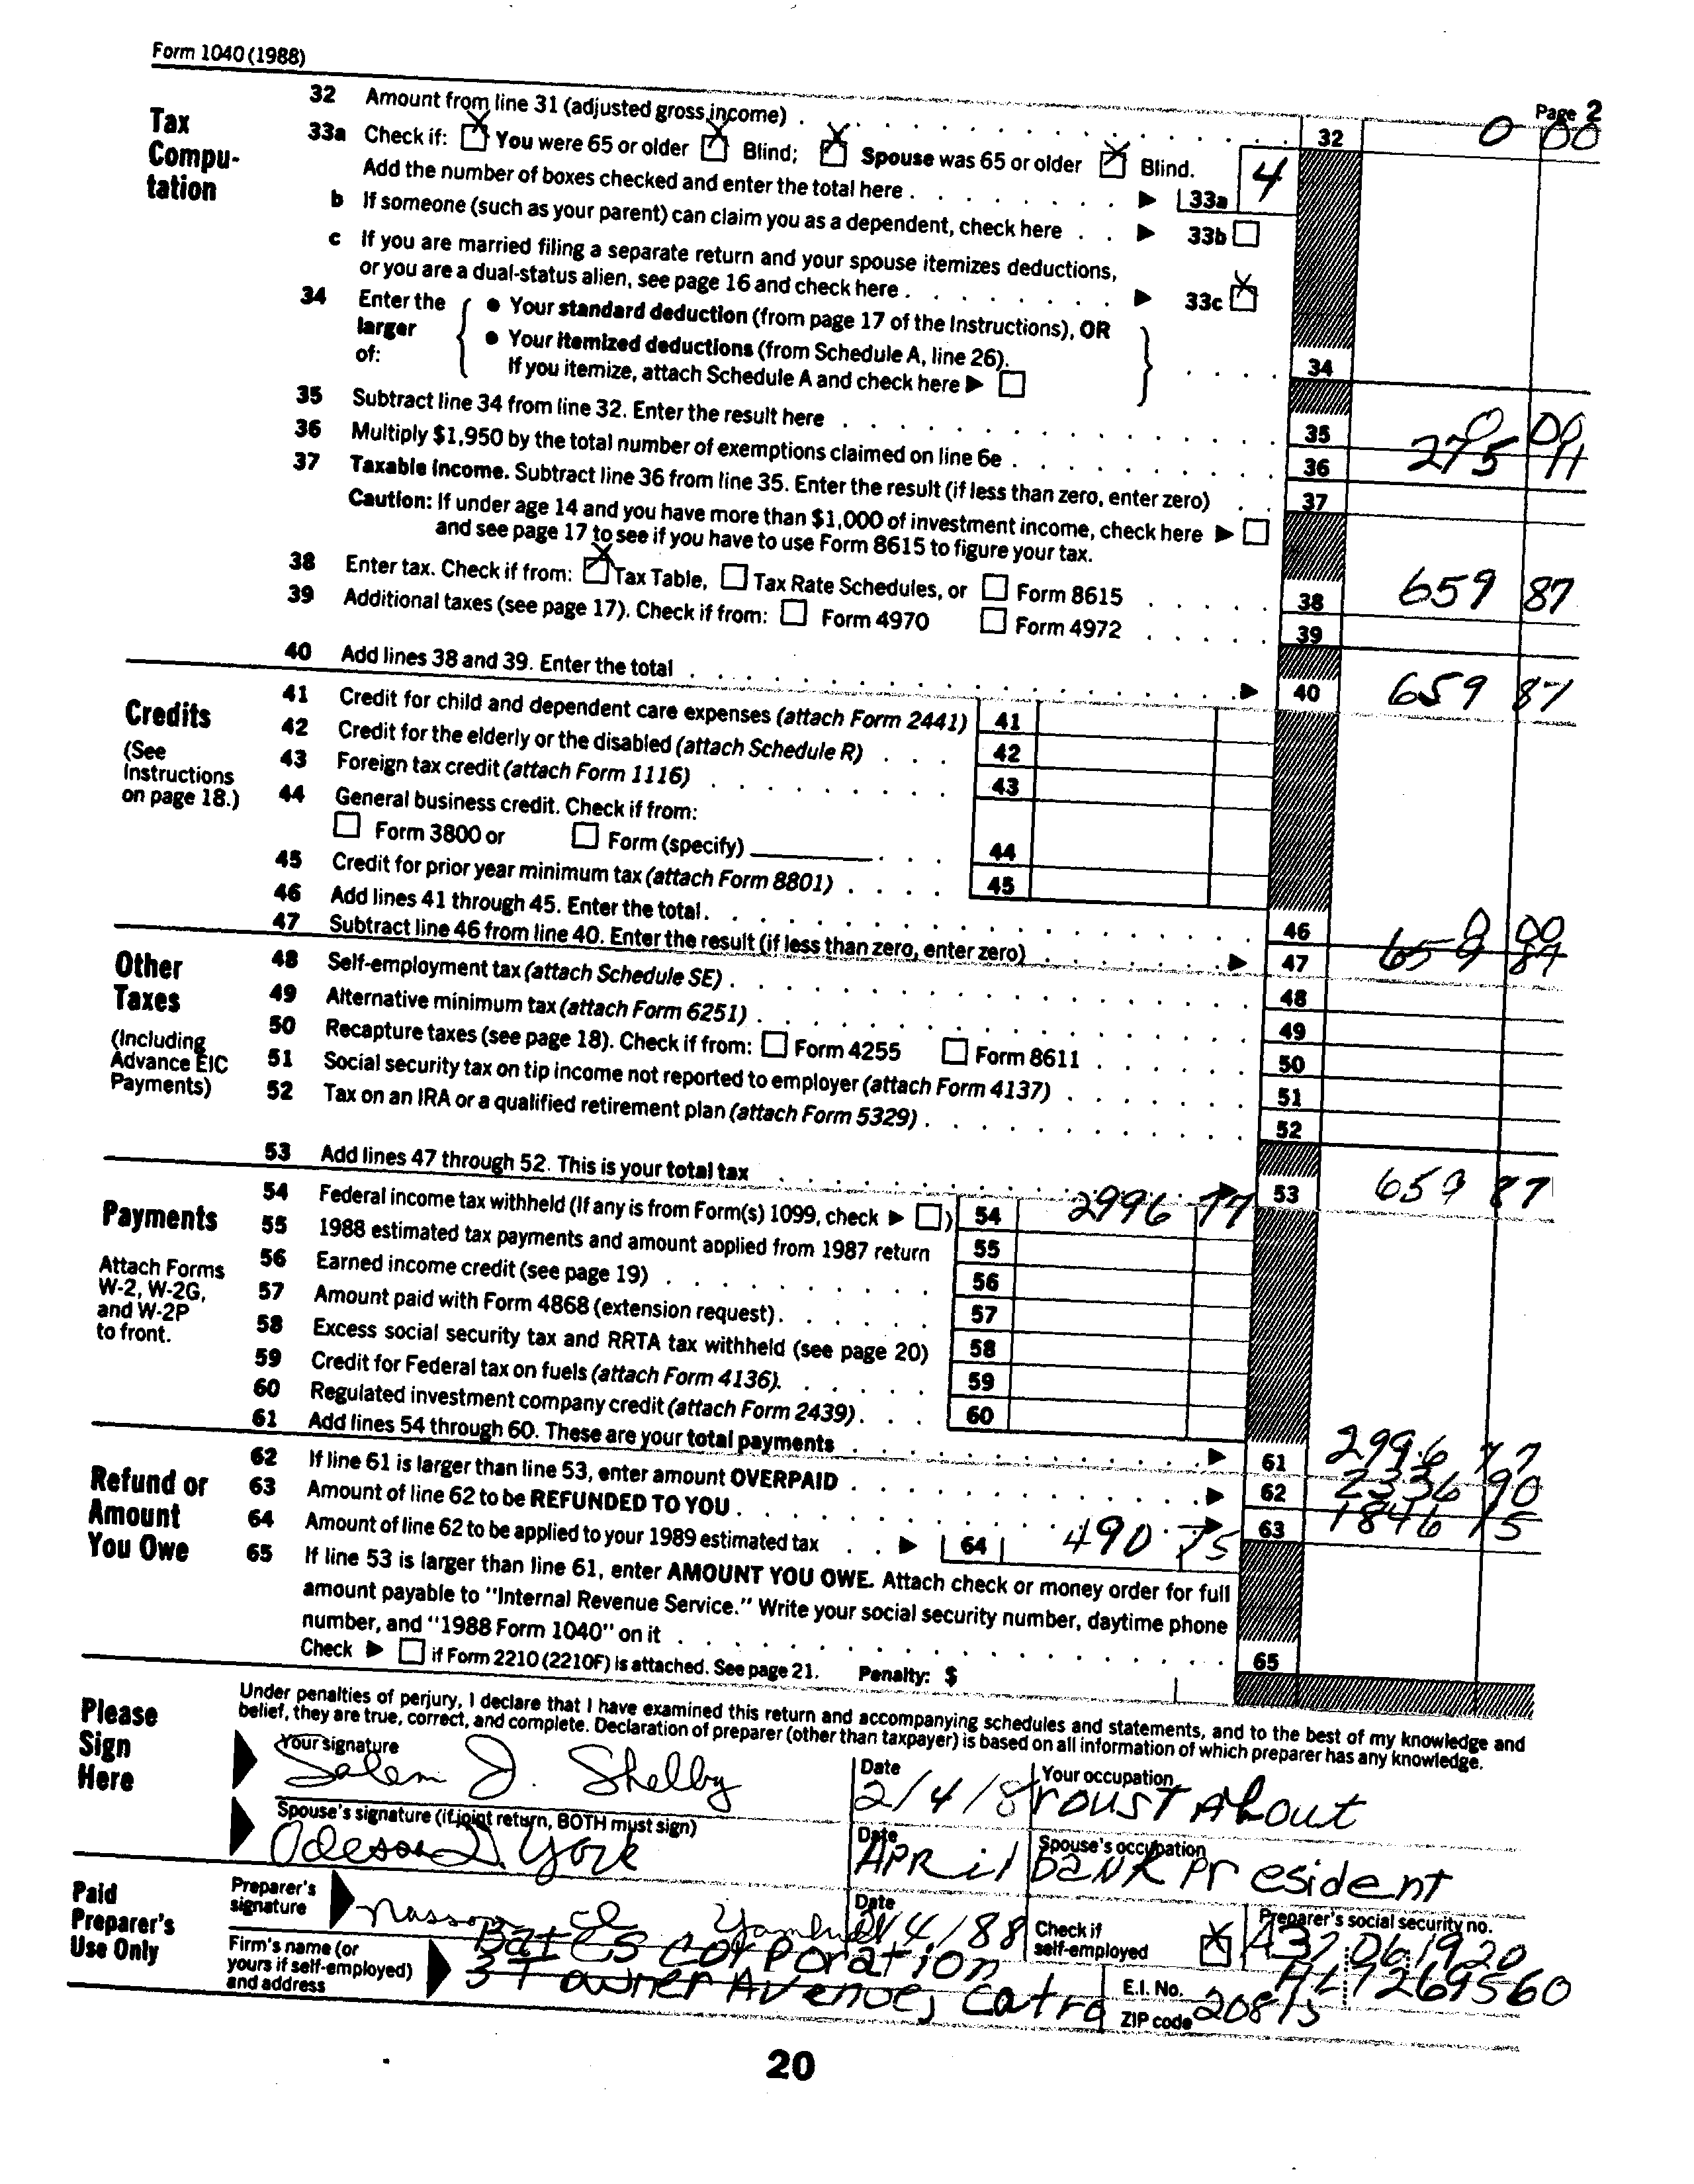 Form 1040 (1988)
Page 2
Tax Computation
32 Amount from line 31 (adjusted gross income) 32 0 00
33a Check if: X You were 65 or older X Blind; X Spouse was 65 or older X Blind.
Add the number of boxes checked and enter the total here 33a 4
b If someone (such as your parent) can claim you as a dependent, check here 33b
c If you are married filing a separate return and your spouse itemizes deductions,
or you are a dual-status alien, see page 16 and check here 33c X
34 Enter the larger of:
• Your standard deduction (from page 17 of the Instructions), OR
• Your itemized deductions (from Schedule A, line 26).
If you itemize, attach Schedule A and check here 34
35 Subtract line 34 from line 32. Enter the result here 35 0 00
36 Multiply $1,950 by the total number of exemptions claimed on line 6e 36 275 11
37 Taxable income. Subtract line 36 from line 35. Enter the result (if less than zero, enter zero) 37
Caution: If under age 14 and you have more than $1,000 of investment income, check here
and see page 17 to see if you have to use Form 8615 to figure your tax.
38 Enter tax. Check if from: X Tax Table, Tax Rate Schedules, or Form 8615 38 659 87
39 Additional taxes (see page 17). Check if from: Form 4970 Form 4972 39
40 Add lines 38 and 39. Enter the total 40 659 87
Credits
(See Instructions on page 18.)
41 Credit for child and dependent care expenses (attach Form 2441) 41
42 Credit for the elderly or the disabled (attach Schedule R) 42
43 Foreign tax credit (attach Form 1116) 43
44 General business credit. Check if from:
Form 3800 or Form (specify) 44
45 Credit for prior year minimum tax (attach Form 8801) 45
46 Add lines 41 through 45. Enter the total 46 0 00
47 Subtract line 46 from line 40. Enter the result (if less than zero, enter zero) 47 659 87
Other Taxes
(Including Advance EIC Payments)
48 Self-employment tax (attach Schedule SE) 48
49 Alternative minimum tax (attach Form 6251) 49
50 Recapture taxes (see page 18). Check if from: Form 4255 Form 8611 50
51 Social security tax on tip income not reported to employer (attach Form 4137) 51
52 Tax on an IRA or a qualified retirement plan (attach Form 5329) 52
53 Add lines 47 through 52. This is your total tax 53 659 87
Payments
Attach Forms W-2, W-2G, and W-2P to front.
54 Federal income tax withheld (If any is from Form(s) 1099, check ) 54 2996 77
55 1988 estimated tax payments and amount applied from 1987 return 55
56 Earned income credit (see page 19) 56
57 Amount paid with Form 4868 (extension request) 57
58 Excess social security tax and RRTA tax withheld (see page 20) 58
59 Credit for Federal tax on fuels (attach Form 4136) 59
60 Regulated investment company credit (attach Form 2439) 60
61 Add lines 54 through 60. These are your total payments 61 2996 77
Refund or Amount You Owe
62 If line 61 is larger than line 53, enter amount OVERPAID 62 2336 90
63 Amount of line 62 to be REFUNDED TO YOU 63 1846 15
64 Amount of line 62 to be applied to your 1989 estimated tax 64 490 75
65 If line 53 is larger than line 61, enter AMOUNT YOU OWE. Attach check or money order for full
amount payable to "Internal Revenue Service." Write your social security number, daytime phone
number, and "1988 Form 1040" on it 65
Check if Form 2210 (2210F) is attached. See page 21. Penalty: $
Please Sign Here
Under penalties of perjury, I declare that I have examined this return and accompanying schedules and statements, and to the best of my knowledge and
belief, they are true, correct, and complete. Declaration of preparer (other than taxpayer) is based on all information of which preparer has any knowledge.
Your signature Salem J. Shelby
Date 2/4/8
Your occupation roust About
Spouse's signature (if joint return, BOTH must sign) Odessa D. York
Date APRil
Spouse's occupation baNK President
Paid Preparer's Use Only
Preparer's signature
Date 4/88
Check if self-employed X
Preparer's social security no. A37 061920
Firm's name (or yours if self-employed) and address
Bates corporation
37 owner Avenue, Catra
E.I. No. AL7269560
ZIP code 20815
20